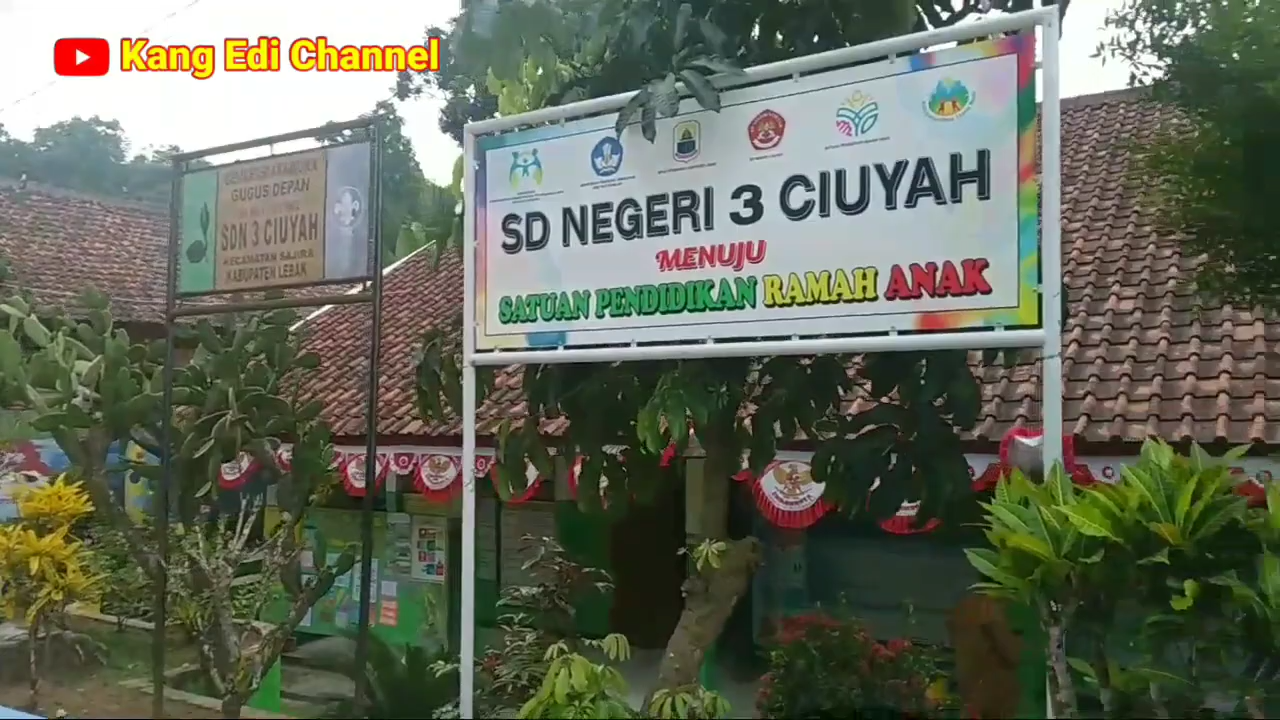 Kang Edi Channel
GUGUS DEPAN
SDN 3 CIUYAH
KECAMATAN SAJIRA
KABUPATEN LEBAK
SD NEGERI 3 CIUYAH
MENUJU
SATUAN PENDIDIKAN RAMAH ANAK